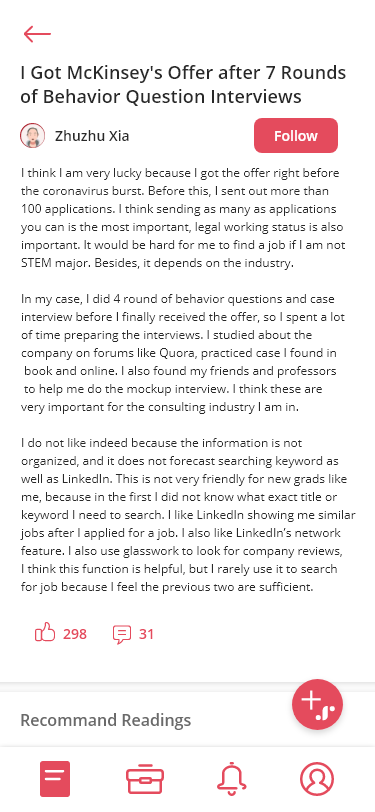 I Got McKinsey's Offer after 7 Rounds
of Behavior Question Interviews
Zhuzhu Xia
Follow
I think I am very lucky because I got the offer right before
the coronavirus burst. Before this, I sent out more than
100 applications. I think sending as many as applications
you can is the most important, legal working status is also
important. It would be hard for me to find a job if I am not
STEM major. Besides, it depends on the industry.
In my case, I did 4 round of behavior questions and case
interview before I finally received the offer, so I spent a lot
of time preparing the interviews. I studied about the
company on forums like Quora, practiced case I found in
book and online. I also found my friends and professors
to help me do the mockup interview. I think these are
very important for the consulting industry I am in.
I do not like indeed because the information is not
organized, and it does not forecast searching keyword as
well as LinkedIn. This is not very friendly for new grads like
me, because in the first I did not know what exact title or
keyword I need to search. I like LinkedIn showing me similar
jobs after I applied for a job. I also like LinkedIn's network
feature. I also use glasswork to look for company reviews,
I think this function is helpful, but I rarely use it to search
for job because I feel the previous two are sufficient.
298
31
Recommand Readings